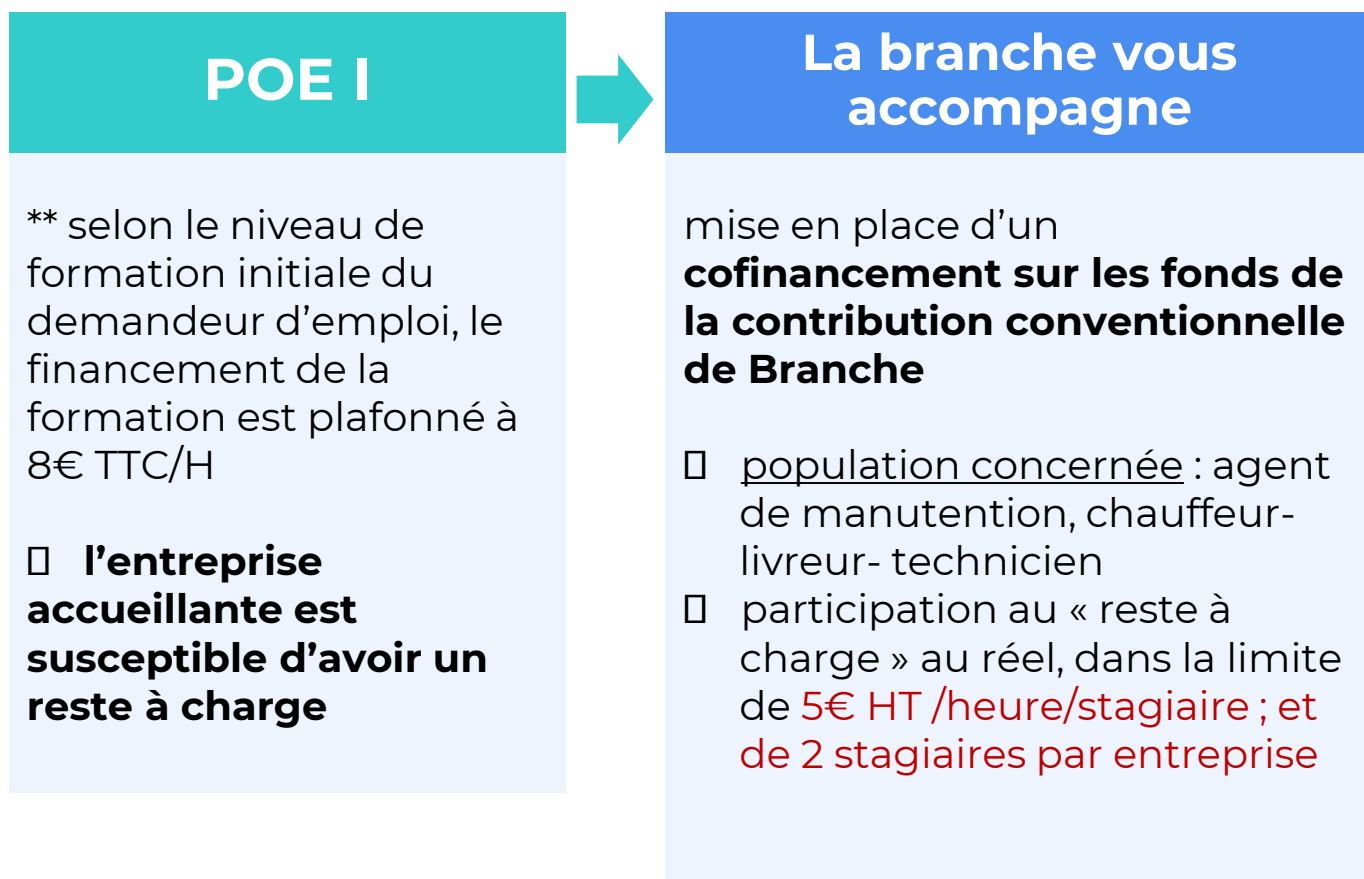 POE I
** selon le niveau de
formation initiale du
demandeur d’emploi, le
financement de la
formation est plafonné à
8€ TTC/H
l’entreprise
accueillante est
susceptible d’avoir un
reste à charge
La branche vous
accompagne
mise en place d’un
cofinancement sur les fonds de
la contribution conventionnelle
de Branche
population concernée : agent
de manutention, chauffeur-
livreur- technicien
participation au « reste à
charge » au réel, dans la limite
de 5€ HT /heure/stagiaire ; et
de 2 stagiaires par entreprise